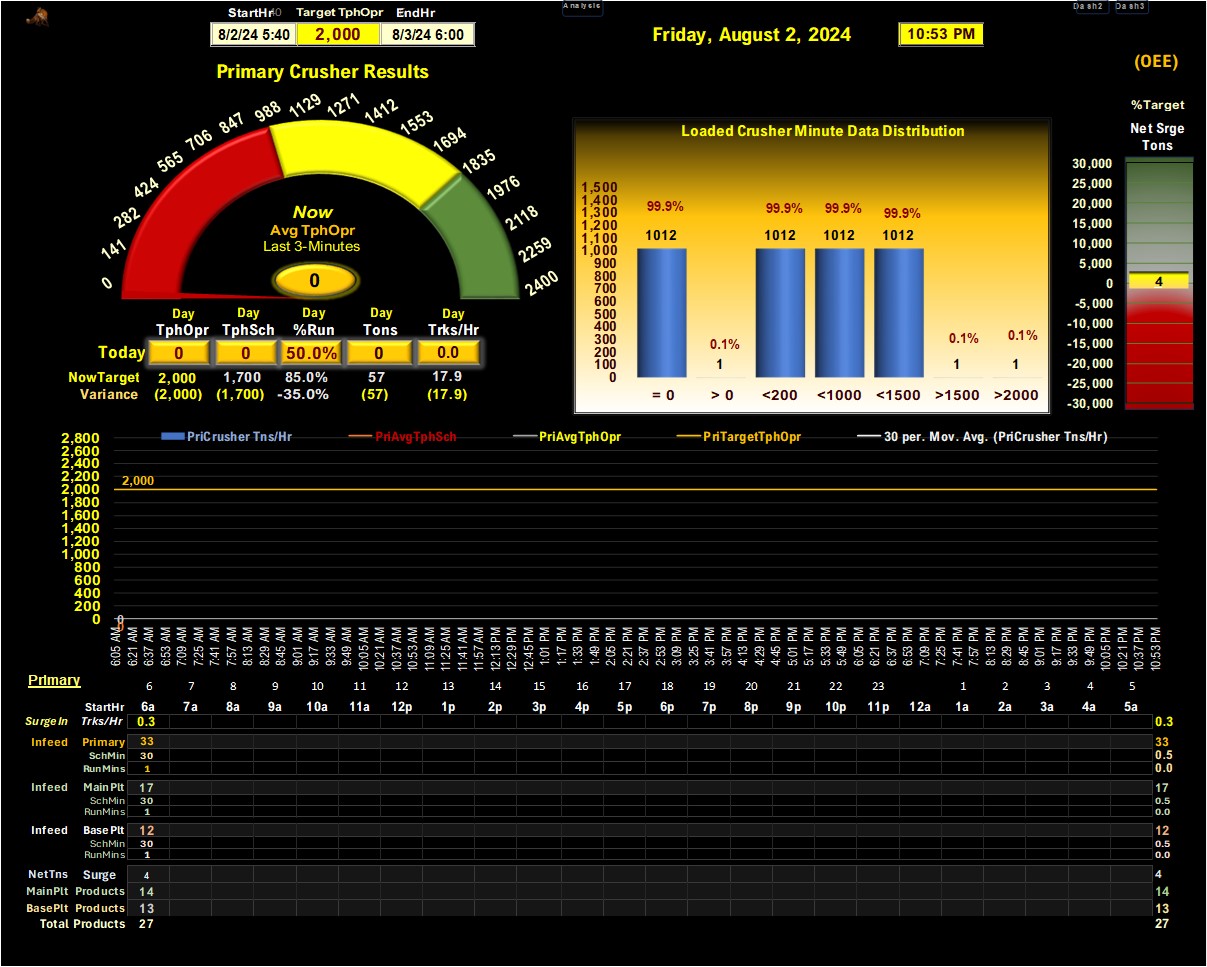 StartHr Target TphOpr EndHr
8/2/24 5:40 2,000 8/3/24 6:00
Analysis
Friday, August 2, 2024
10:53 PM
Dash2 Dash3
(OEE)
%Target
Net Srge
Tons
30,000
25,000
20,000
15,000
10,000
5,000
0
-5,000
-10,000
-15,000
-20,000
-25,000
-30,000
4
Primary Crusher Results
0 141 282 424 565 706 847 988 1129 1271 1412 1553 1694 1835 1976 2118 2259 2400
Now
Avg TphOpr
Last 3-Minutes
0
Day Day Day Day Day
TphOpr TphSch %Run Tons Trks/Hr
Today 0 0 50.0% 0 0.0
NowTarget 2,000 1,700 85.0% 57 17.9
Variance (2,000) (1,700) -35.0% (57) (17.9)
Loaded Crusher Minute Data Distribution
1,500
1,400
1,300
1,200
1,100
1,000
900
800
700
600
500
400
300
200
100
0
99.9% 0.1% 99.9% 99.9% 99.9% 0.1% 0.1%
1012 1 1012 1012 1012 1 1
= 0 > 0 <200 <1000 <1500 >1500 >2000
PriCrusher Tns/Hr PriAvgTphSch PriAvgTphOpr PriTargetTphOpr 30 per. Mov. Avg. (PriCrusher Tns/Hr)
2,800
2,600
2,400
2,200
2,000
1,800
1,600
1,400
1,200
1,000
800
600
400
200
0
2,000
0
0
6:05 AM 6:21 AM 6:37 AM 6:53 AM 7:09 AM 7:25 AM 7:41 AM 7:57 AM 8:13 AM 8:29 AM 8:45 AM 9:01 AM 9:17 AM 9:33 AM 9:49 AM 10:05 AM 10:21 AM 10:37 AM 10:53 AM 11:09 AM 11:25 AM 11:41 AM 11:57 AM 12:13 PM 12:29 PM 12:45 PM 1:01 PM 1:17 PM 1:33 PM 1:49 PM 2:05 PM 2:21 PM 2:37 PM 2:53 PM 3:09 PM 3:25 PM 3:41 PM 3:57 PM 4:13 PM 4:29 PM 4:45 PM 5:01 PM 5:17 PM 5:33 PM 5:49 PM 6:05 PM 6:21 PM 6:37 PM 6:53 PM 7:09 PM 7:25 PM 7:41 PM 7:57 PM 8:13 PM 8:29 PM 8:45 PM 9:01 PM 9:17 PM 9:33 PM 9:49 PM 10:05 PM 10:21 PM 10:37 PM 10:53 PM
Primary
6 7 8 9 10 11 12 13 14 15 16 17 18 19 20 21 22 23 1 2 3 4 5
StartHr 6a 7a 8a 9a 10a 11a 12p 1p 2p 3p 4p 5p 6p 7p 8p 9p 10p 11p 12a 1a 2a 3a 4a 5a
SurgeIn Trks/Hr 0.3 0.3
Infeed Primary 33 33
SchMin 30 0.5
RunMins 1 0.0
Infeed MainPlt 17 17
SchMin 30 0.5
RunMins 1 0.0
Infeed BasePlt 12 12
SchMin 30 0.5
RunMins 1 0.0
NetTns Surge 4 4
MainPlt Products 14 14
BasePlt Products 13 13
Total Products 27 27